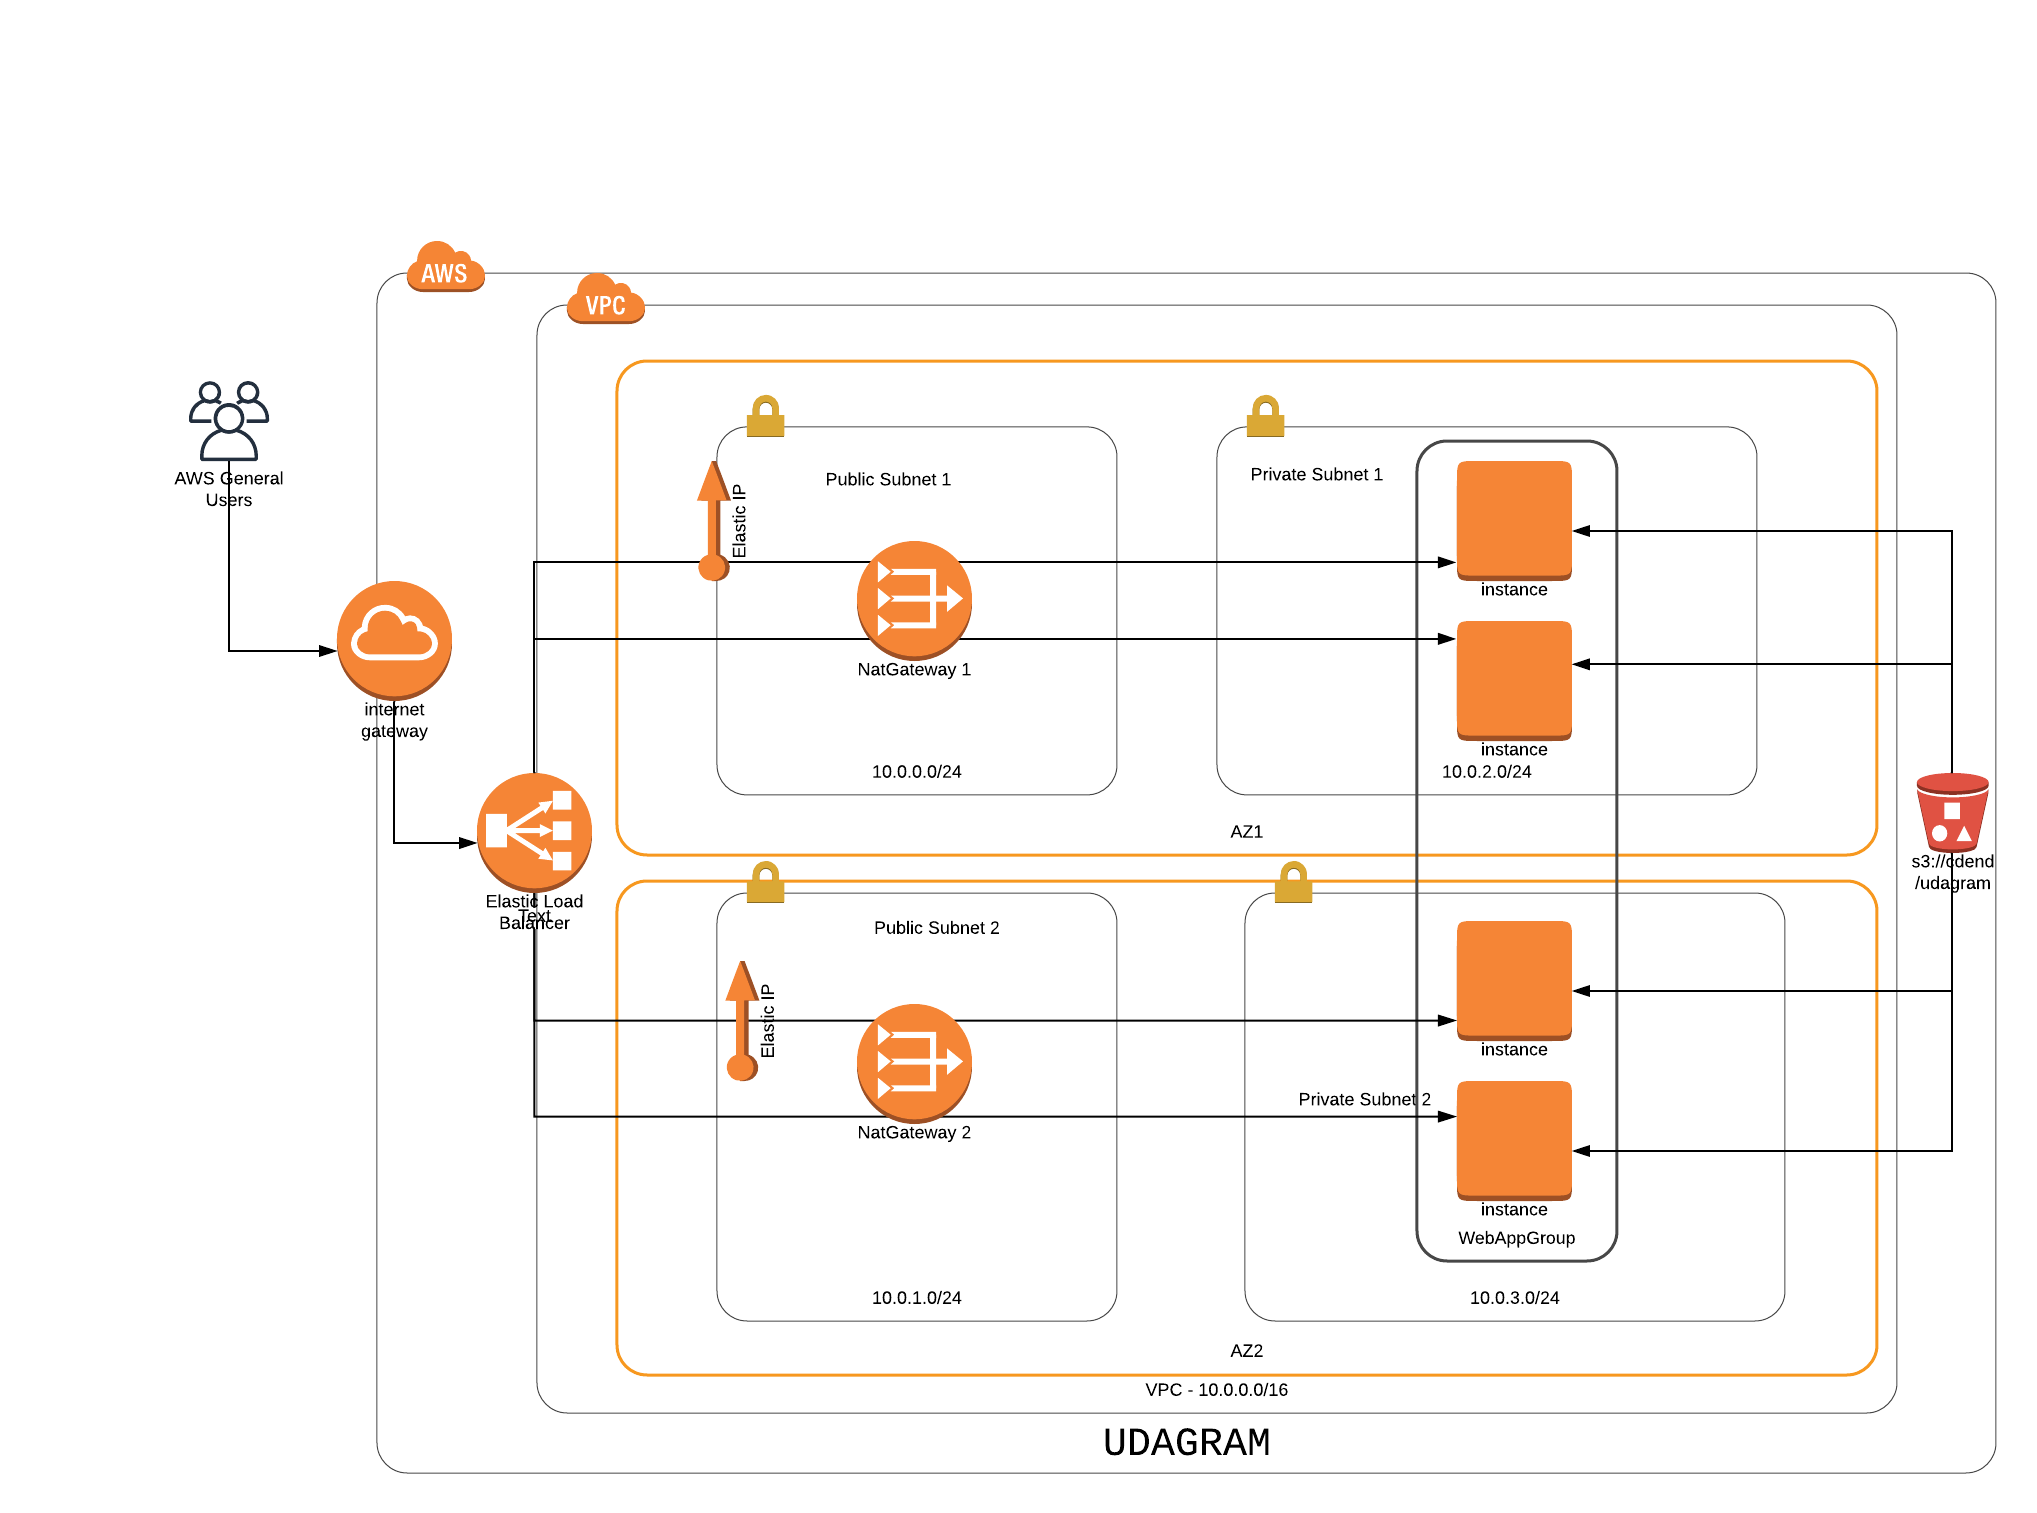 AWS
VPC
AWS General
Users
Elastic IP
Public Subnet 1
Private Subnet 1
instance
NatGateway 1
internet
gateway
instance
10.0.0.0/24
10.0.2.0/24
AZ1
s3://cdend
/udagram
Elastic Load
Balancer
Text
Public Subnet 2
Elastic IP
instance
Private Subnet 2
NatGateway 2
instance
WebAppGroup
10.0.1.0/24
10.0.3.0/24
AZ2
VPC - 10.0.0.0/16
UDAGRAM